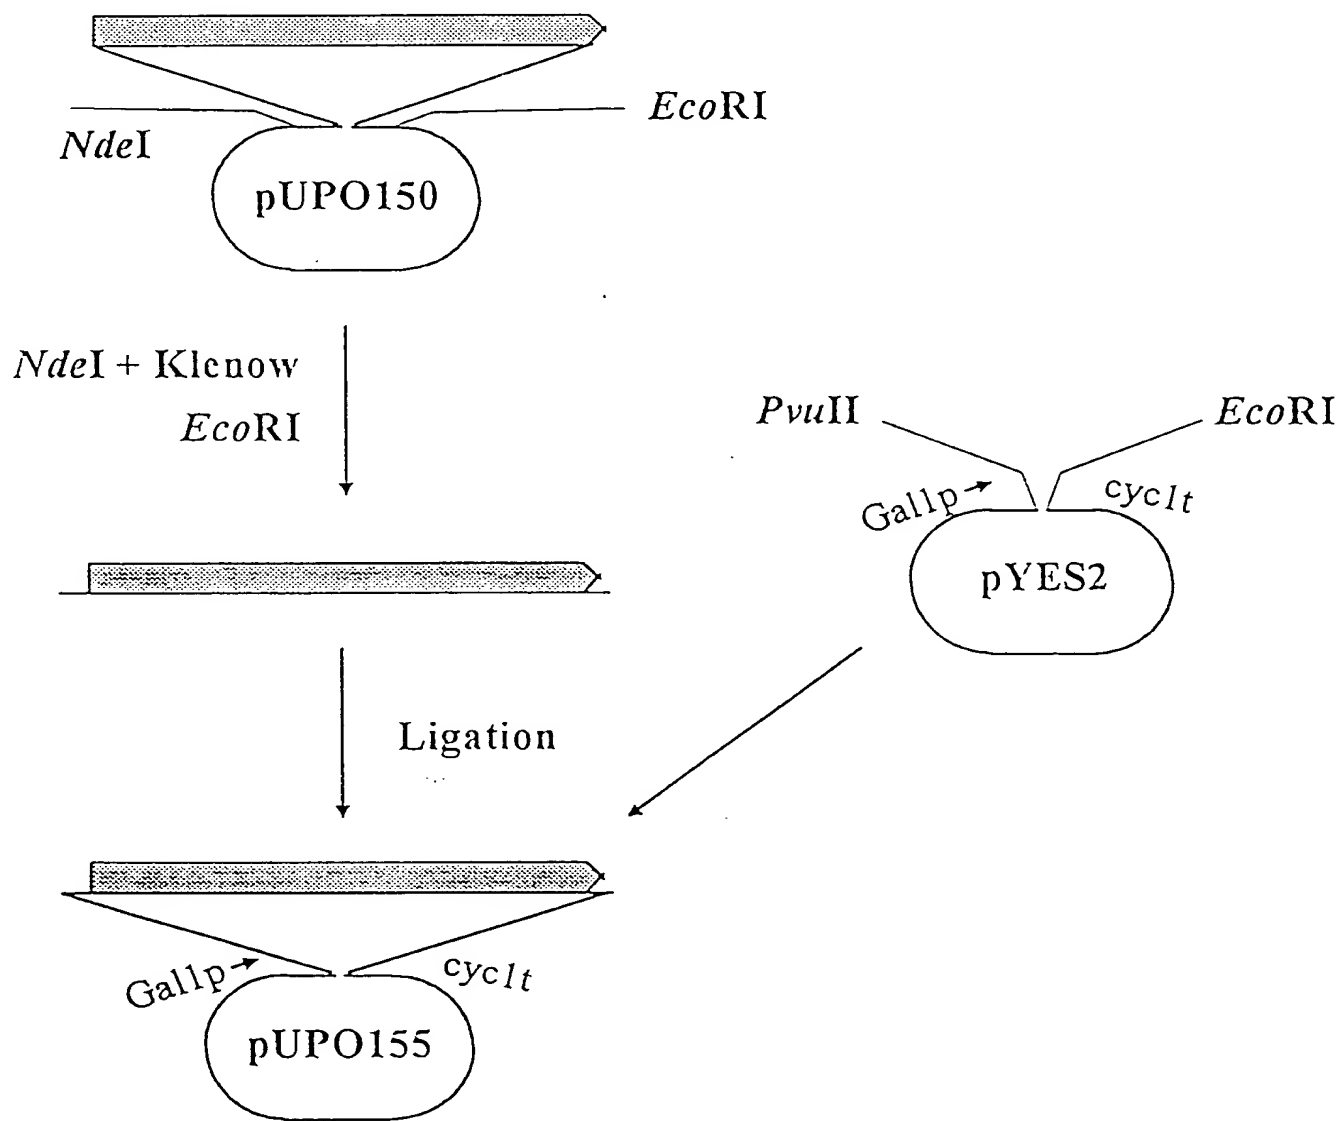 EcoRI
NdeI
pUPO150
NdeI + Klenow
EcoRI
PvuII
EcoRI
Gal1p
cyc1t
pYES2
Ligation
Gal1p
cyc1t
pUPO155